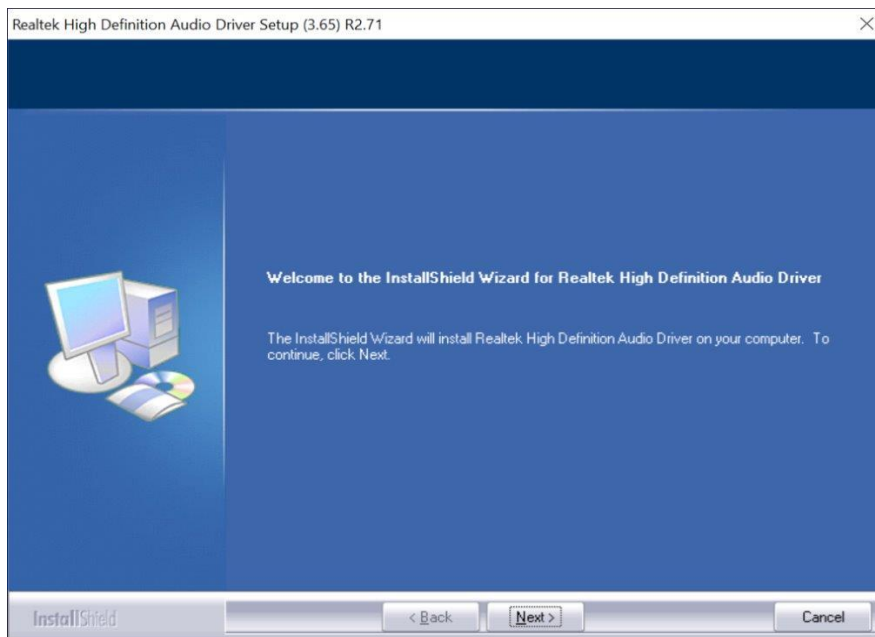 Realtek High Definition Audio Driver Setup (3.65) R2.71
Welcome to the InstallShield Wizard for Realtek High Definition Audio Driver
The InstallShield Wizard will install Realtek High Definition Audio Driver on your computer. To
continue, click Next.
InstallShield
< Back
Next >
Cancel